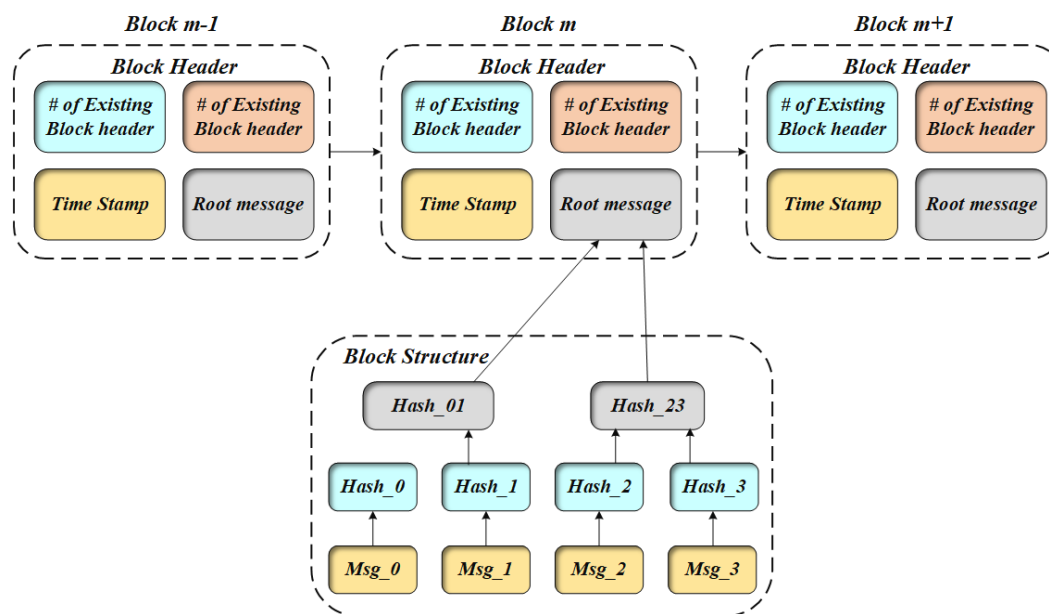 Block m-1
Block m
Block m+1
Block Header
Block Header
Block Header
# of Existing
Block header
# of Existing
Block header
# of Existing
Block header
# of Existing
Block header
# of Existing
Block header
# of Existing
Block header
Time Stamp
Root message
Time Stamp
Root message
Time Stamp
Root message
Block Structure
Hash_01
Hash_23
Hash_0
Hash_1
Hash_2
Hash_3
Msg_0
Msg_1
Msg_2
Msg_3